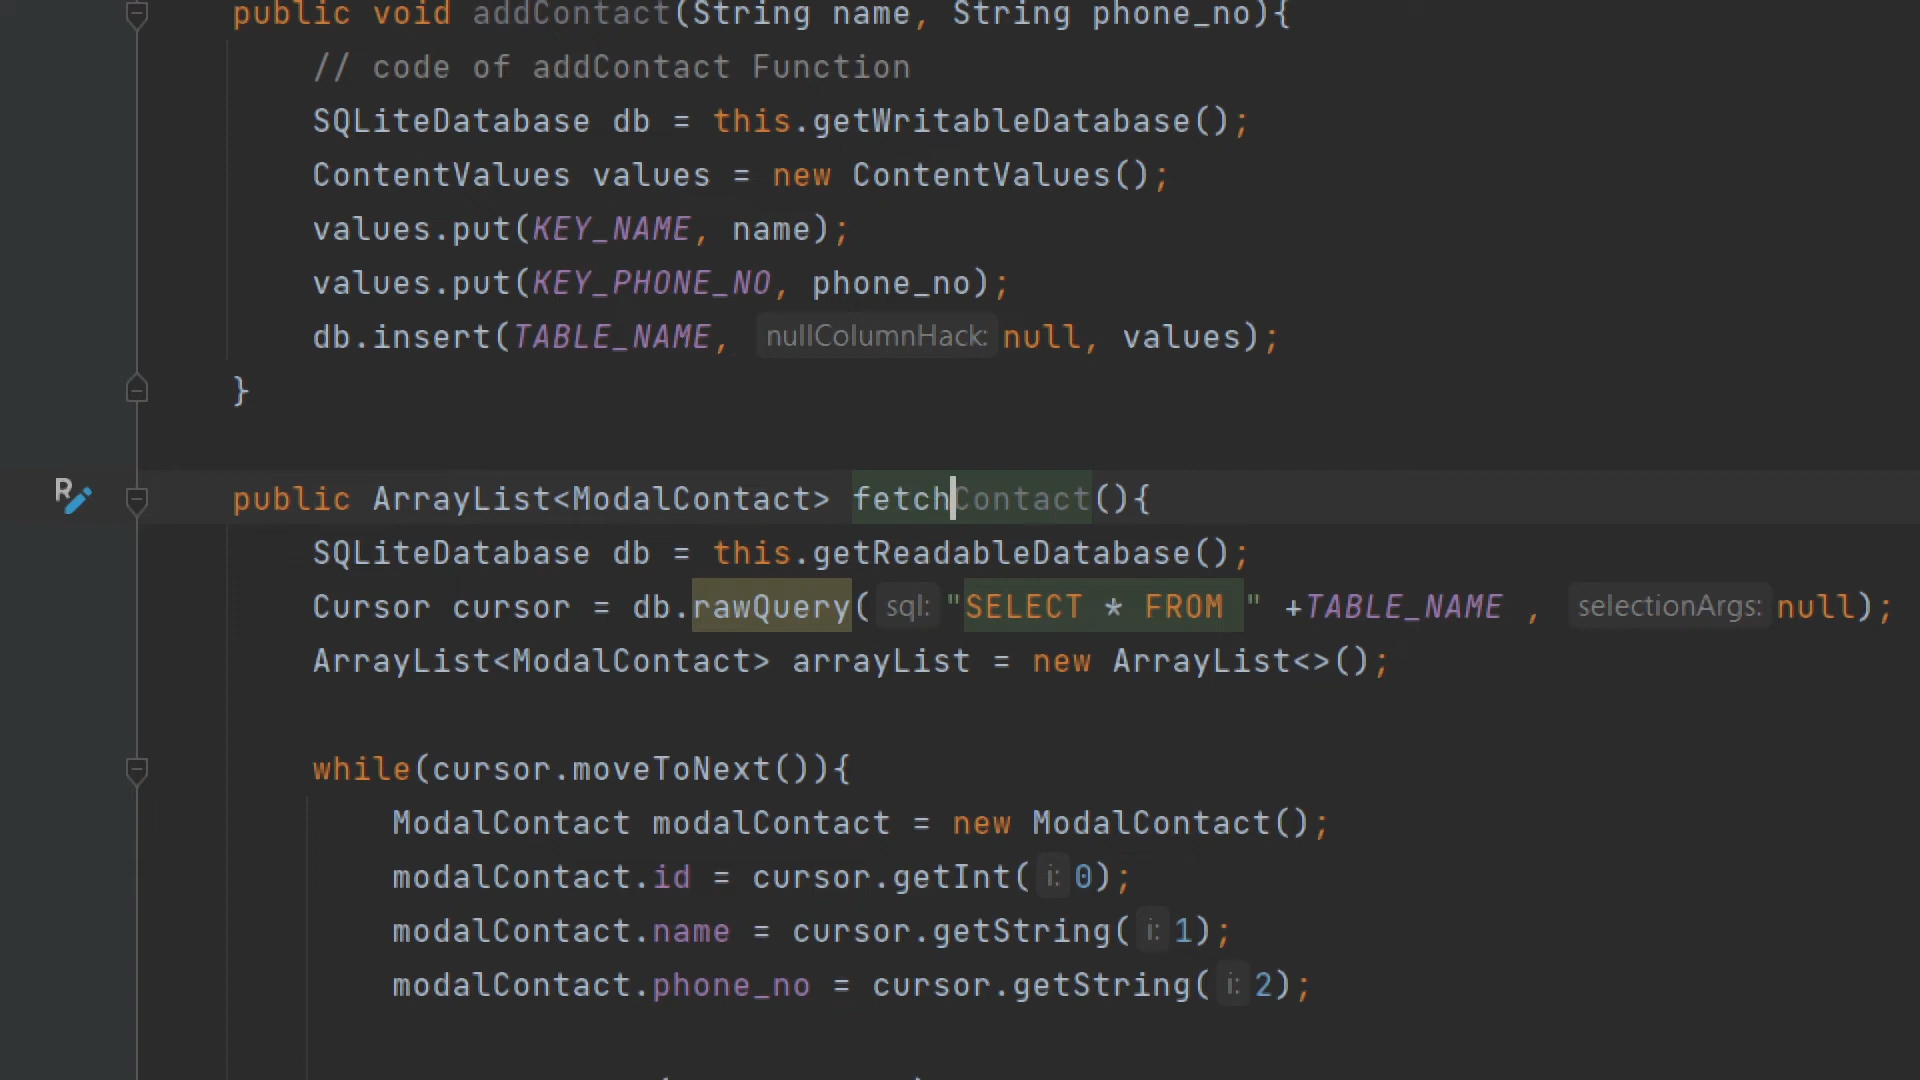 public void addContact(String name, String phone_no){
// code of addContact Function
SQLiteDatabase db = this.getWritableDatabase();
ContentValues values = new ContentValues();
values.put(KEY_NAME, name);
values.put(KEY_PHONE_NO, phone_no);
db.insert(TABLE_NAME, nullColumnHack: null, values);
}
R
public ArrayList<ModalContact> fetchContact(){
SQLiteDatabase db = this.getReadableDatabase();
Cursor cursor = db.rawQuery( sql: "SELECT * FROM " +TABLE_NAME , selectionArgs: null);
ArrayList<ModalContact> arrayList = new ArrayList<>();
while(cursor.moveToNext()){
ModalContact modalContact = new ModalContact();
modalContact.id = cursor.getInt( i: 0);
modalContact.name = cursor.getString( i: 1);
modalContact.phone_no = cursor.getString( i: 2);